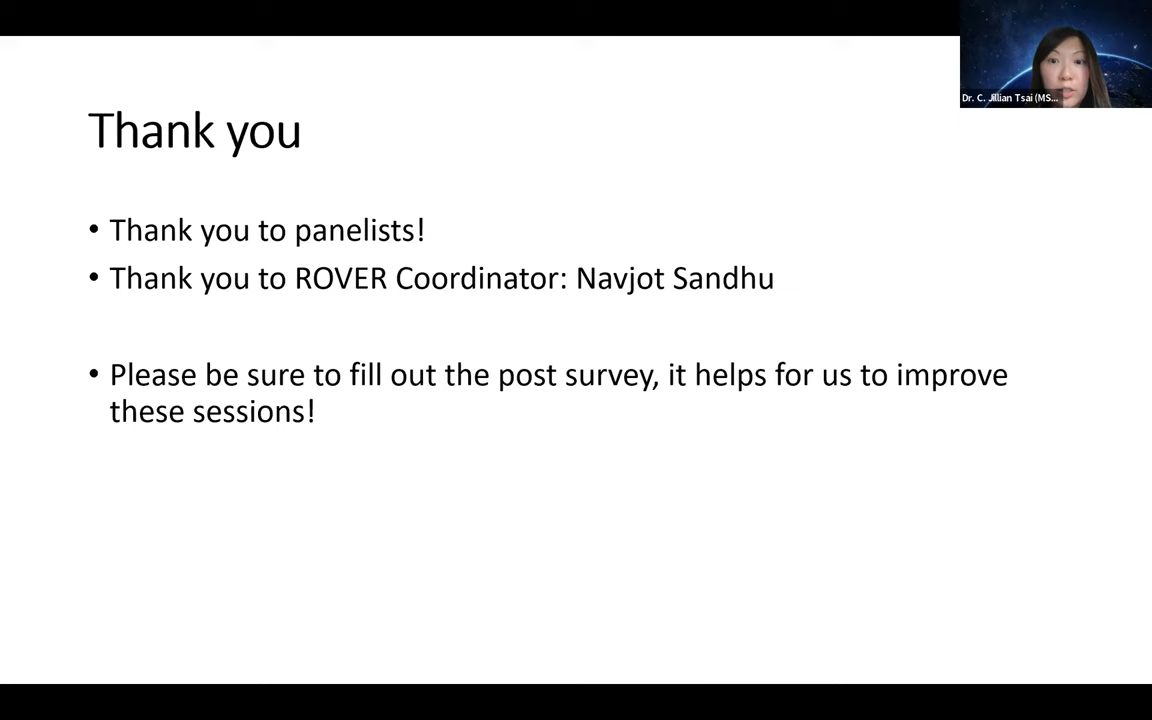 Dr. C. Jillian Tsai (MS...
Thank you
• Thank you to panelists!
• Thank you to ROVER Coordinator: Navjot Sandhu
• Please be sure to fill out the post survey, it helps for us to improve
these sessions!